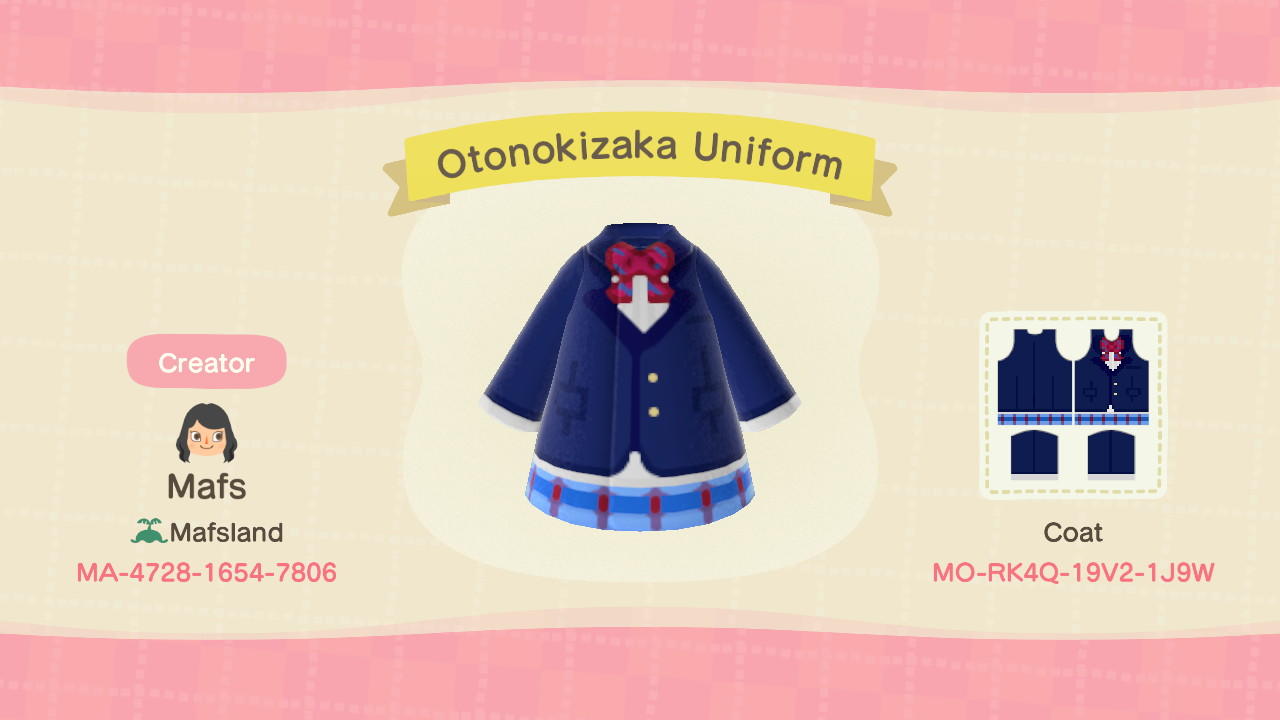 Otonokizaka Uniform
Creator
Mafs
Mafsland
MA-4728-1654-7806
Coat
MO-RK4Q-19V2-1J9W